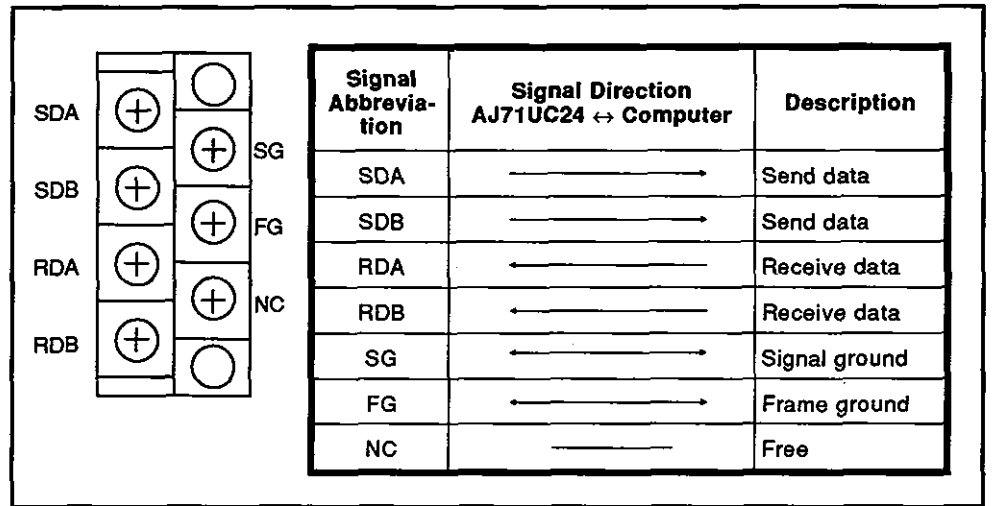 SDA
SDB
RDA
RDB
SG
FG
NC
Signal Abbrevia-tion	Signal Direction AJ71UC24 ↔ Computer	Description
SDA	→	Send data
SDB	→	Send data
RDA	←	Receive data
RDB	←	Receive data
SG	↔	Signal ground
FG	↔	Frame ground
NC	—	Free